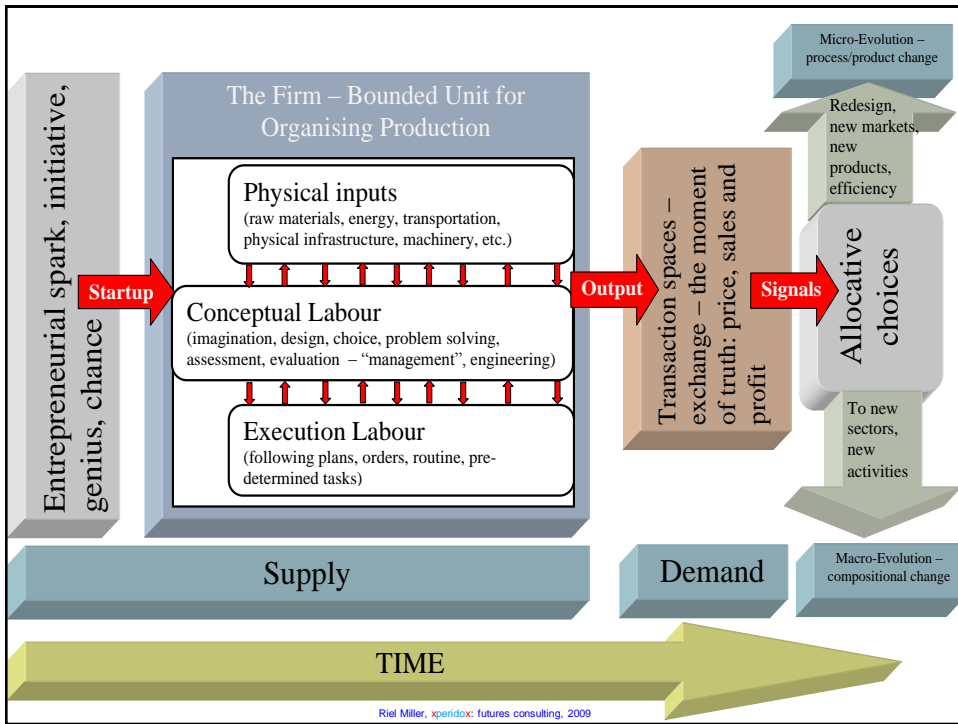 Entrepreneurial spark, initiative,
genius, chance
Startup
The Firm – Bounded Unit for
Organising Production
Physical inputs
(raw materials, energy, transportation,
physical infrastructure, machinery, etc.)
Conceptual Labour
(imagination, design, choice, problem solving,
assessment, evaluation – “management”, engineering)
Execution Labour
(following plans, orders, routine, pre-
determined tasks)
Output
Transaction spaces –
exchange – the moment
of truth: price, sales and
profit
Signals
Micro-Evolution –
process/product change
Redesign,
new markets,
new
products,
efficiency
Allocative
choices
To new
sectors,
new
activities
Macro-Evolution –
compositional change
Supply
Demand
TIME
Riel Miller, xperidox: futures consulting, 2009